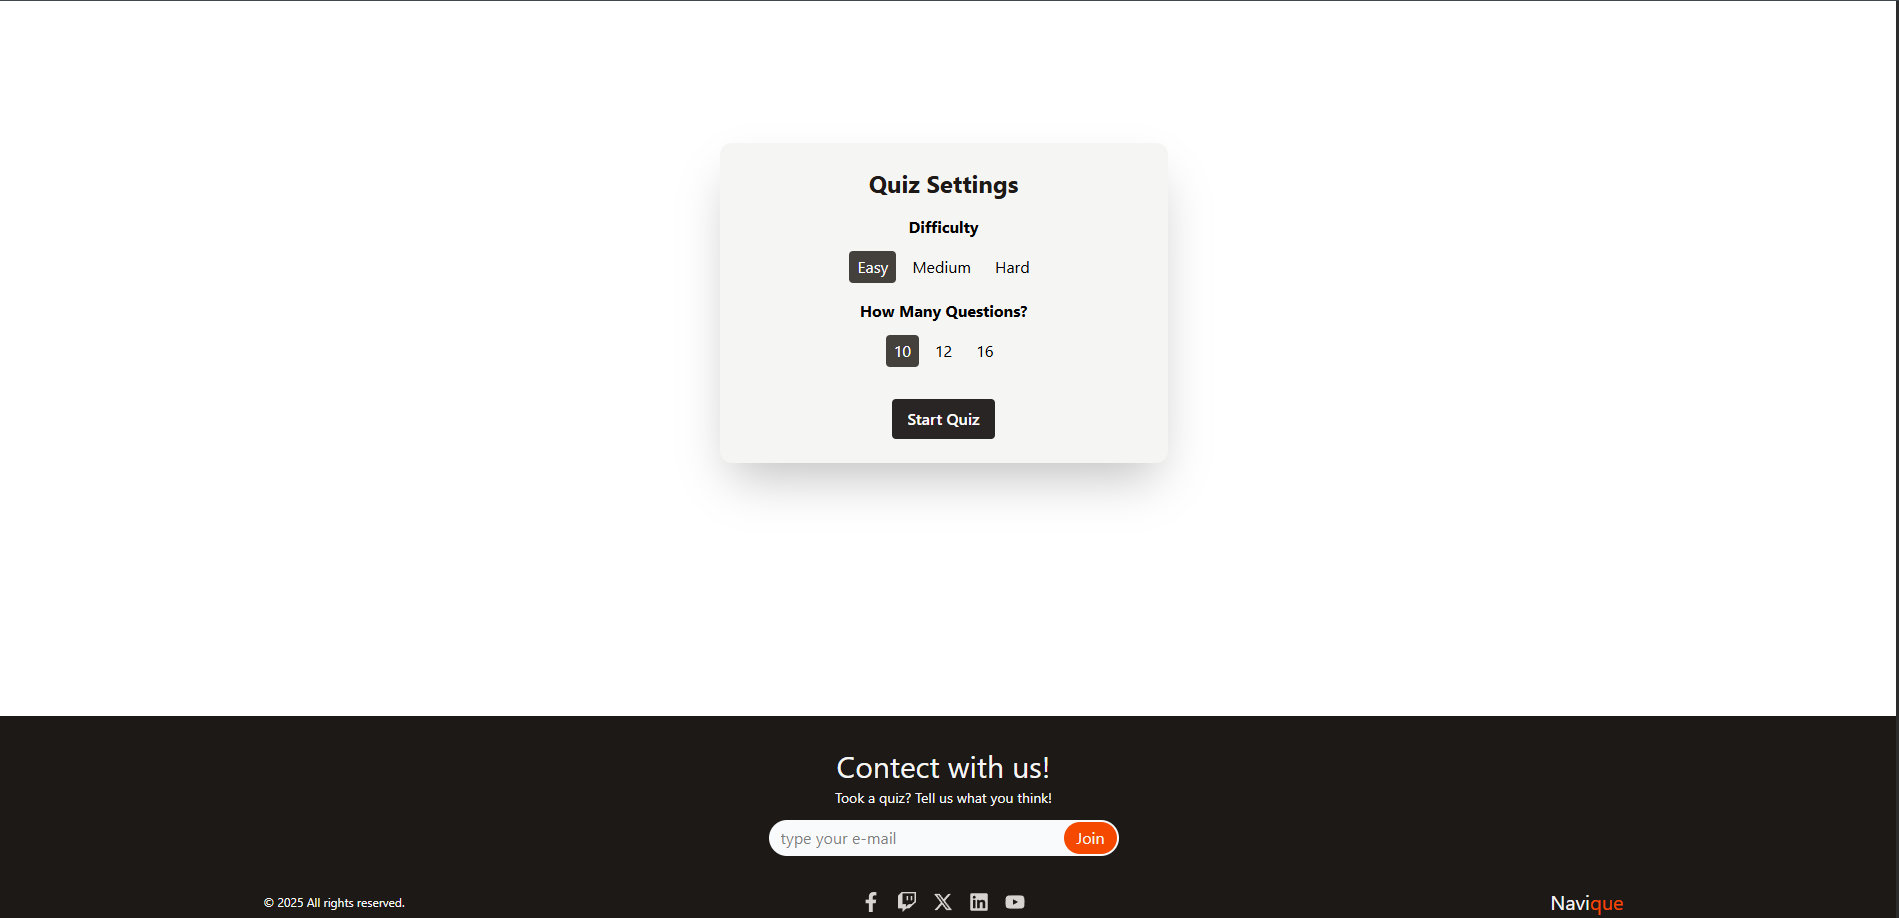 Quiz Settings
Difficulty
Easy Medium Hard
How Many Questions?
10 12 16
Start Quiz
Contect with us!
Took a quiz? Tell us what you think!
type your e-mail Join
© 2025 All rights reserved. Navique